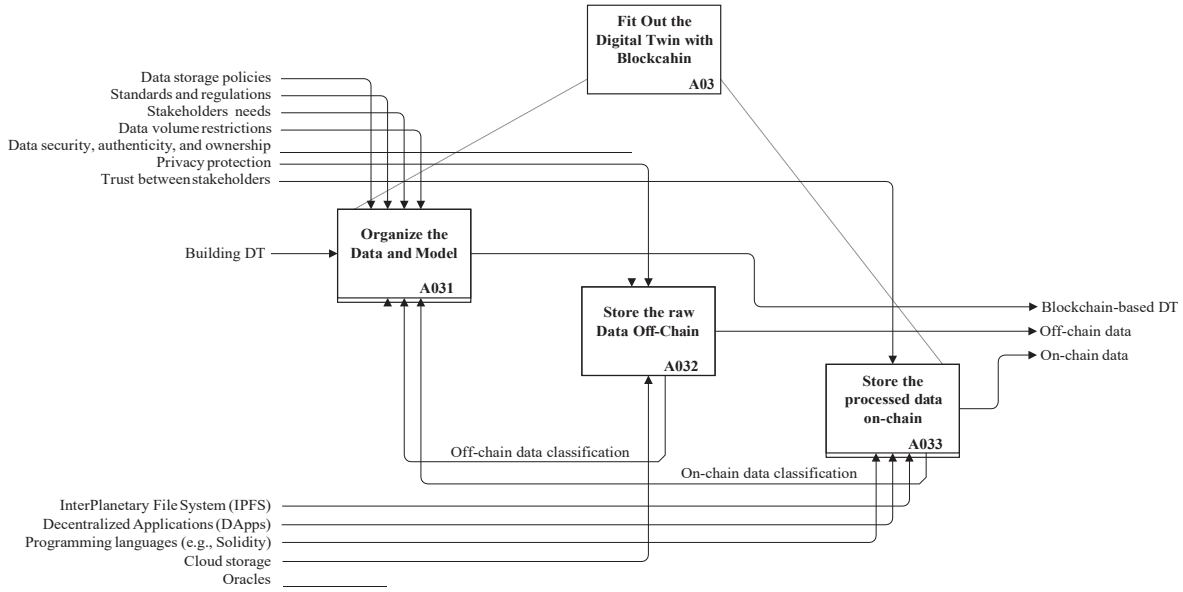 Fit Out the
Digital Twin with
Blockcahin
A03
Data storage policies
Standards and regulations
Stakeholders needs
Data volume restrictions
Data security, authenticity, and ownership
Privacy protection
Trust between stakeholders
Building DT
Organize the
Data and Model
A031
Store the raw
Data Off-Chain
A032
Blockchain-based DT
Off-chain data
On-chain data
Store the
processed data
on-chain
A033
Off-chain data classification
On-chain data classification
InterPlanetary File System (IPFS)
Decentralized Applications (DApps)
Programming languages (e.g., Solidity)
Cloud storage
Oracles